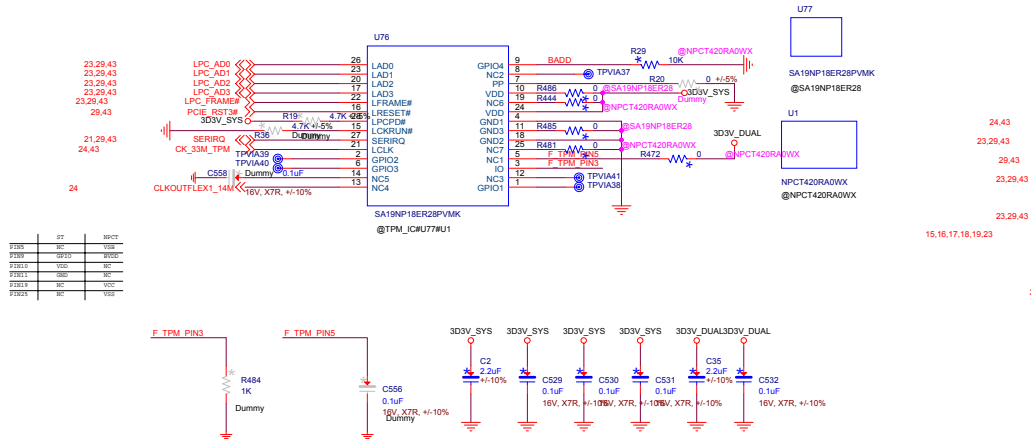 U77
SA19NP18ER28PVMK
@SA19NP18ER28
U1
NPCT420RA0WX
@NPCT420RA0WX
U76
23,29,43 LPC_AD0 26 LAD0
23,29,43 LPC_AD1 23 LAD1
23,29,43 LPC_AD2 20 LAD2
23,29,43 LPC_AD3 17 LAD3
23,29,43 LPC_FRAME# 22 LFRAME#
29,43 PCIE_RST3# 16 LRESET#
3D3V_SYS R19 4.7K +/-5% 28 LPCPD#
Dummy
R36 4.7K +/-5% 15 LCKRUN#
Dummy
21,29,43 SERIRQ 27 SERIRQ
24,43 CK_33M_TPM 21 LCLK
TPVIA39 2 GPIO2
TPVIA40 6 GPIO3
C558 Dummy 0.1uF 14 NC5
24 CLKOUTFLEX1_14M 13 NC4
16V, X7R, +/-10%
GPIO4 9 BADD R29 10K @NPCT420RA0WX
NC2 8 TPVIA37
PP 7 R20 0 +/-5%
Dummy
VDD 10 R486 0 @SA19NP18ER28 3D3V_SYS
NC6 19 R444 0 @NPCT420RA0WX
VDD 24
GND1 4
GND3 11 R485 0 @SA19NP18ER28
GND2 18
NC7 25 R481 0 @NPCT420RA0WX
NC1 5 F_TPM_PIN5 R472 0 @NPCT420RA0WX 3D3V_DUAL
IO 3 F_TPM_PIN3
NC3 12 TPVIA41
GPIO1 1 TPVIA38
SA19NP18ER28PVMK
@TPM_IC#U77#U1
24,43
23,29,43
29,43
23,29,43
23,29,43
15,16,17,18,19,23
ST NPCT
PIN5 NC VSB
PIN9 GPIO BVDD
PIN10 VDD NC
PIN11 GND NC
PIN19 NC VCC
PIN25 NC VSS
F_TPM_PIN3
R484
1K
Dummy
F_TPM_PIN5
C556
0.1uF
16V, X7R, +/-10%
Dummy
3D3V_SYS
C2
2.2uF
+/-10%
3D3V_SYS
C529
0.1uF
16V, X7R, +/-10%
3D3V_SYS
C530
0.1uF
16V, X7R, +/-10%
3D3V_SYS
C531
0.1uF
16V, X7R, +/-10%
3D3V_DUAL
C35
2.2uF
+/-10%
3D3V_DUAL
C532
0.1uF
16V, X7R, +/-10%